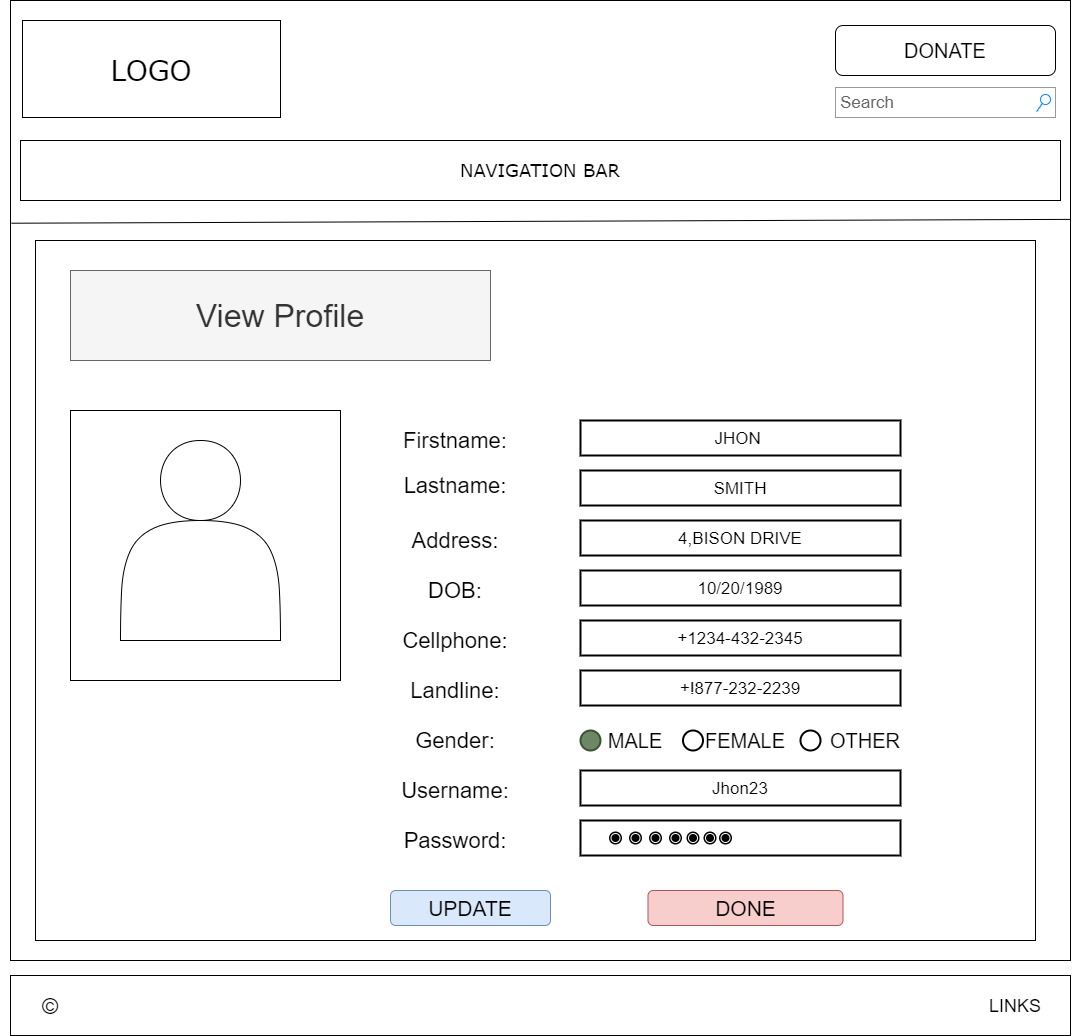 LOGO
DONATE
Search
NAVIGATION BAR
View Profile
Firstname: JHON
Lastname: SMITH
Address: 4,BISON DRIVE
DOB: 10/20/1989
Cellphone: +1234-432-2345
Landline: +!877-232-2239
Gender: MALE FEMALE OTHER
Username: Jhon23
Password:
UPDATE DONE
© LINKS